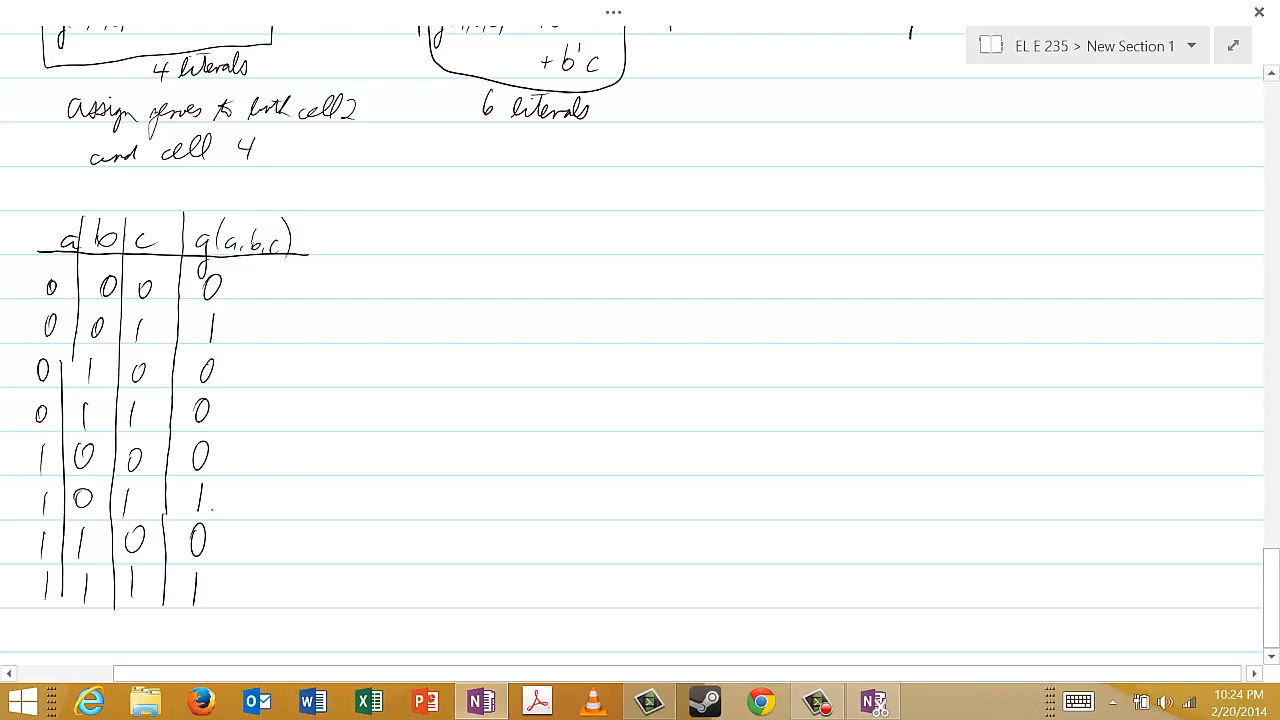 EL E 235 > New Section 1
+ b'c
4 literals
6 literals
assign zeroes to both cell 2
and cell 4
a b c g(a,b,c)
0 0 0 0
0 0 1 1
0 1 0 0
0 1 1 0
1 0 0 0
1 0 1 1
1 1 0 0
1 1 1 1
10:24 PM
2/20/2014